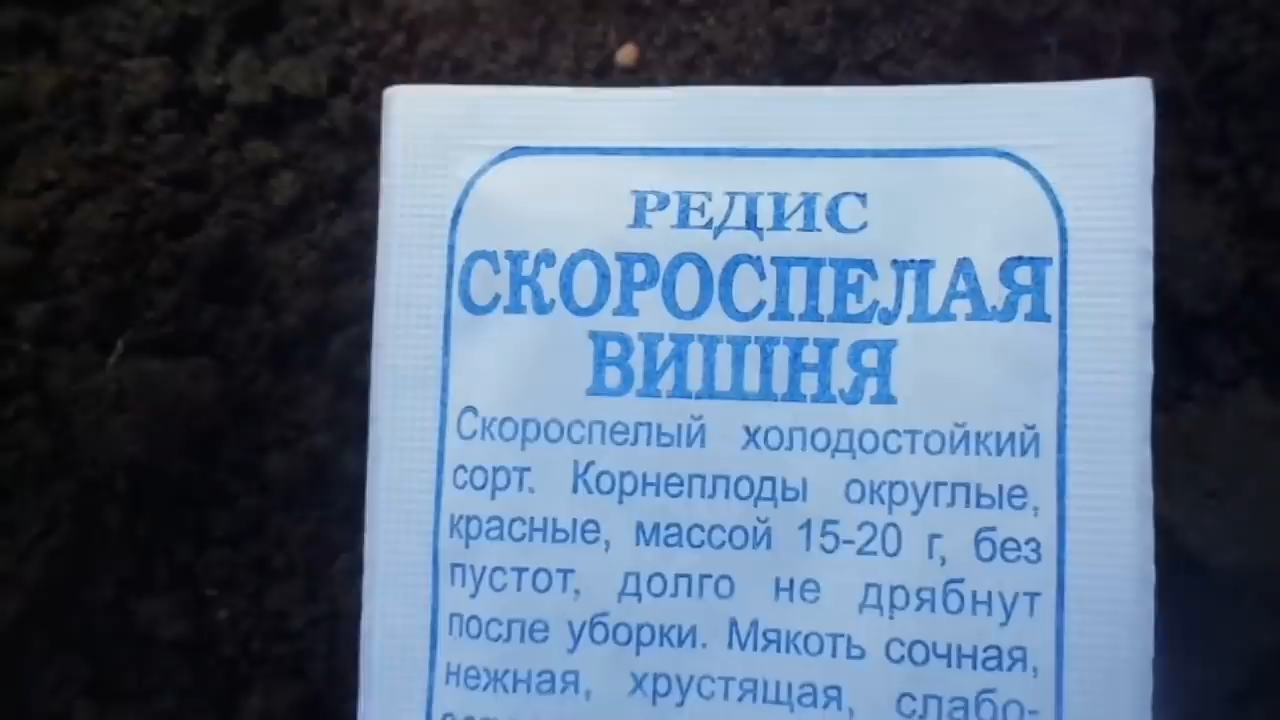 РЕДИС
СКОРОСПЕЛАЯ
ВИШНЯ
Скороспелый холодостойкий
сорт. Корнеплоды округлые,
красные, массой 15-20 г, без
пустот, долго не дрябнут
после уборки. Мякоть сочная,
нежная, хрустящая, слабо-